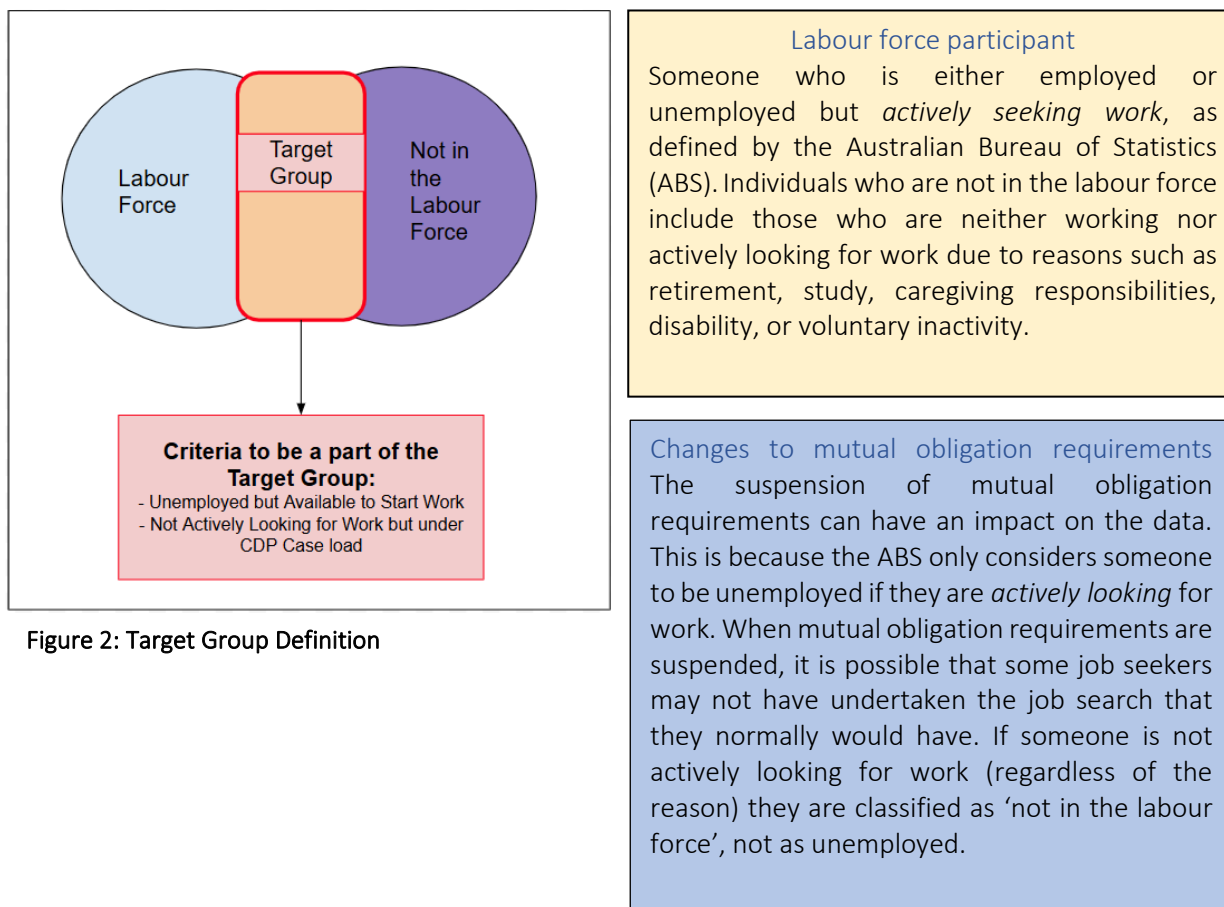 Labour
Force
Target
Group
Not in
the
Labour
Force
Criteria to be a part of the
Target Group:
- Unemployed but Available to Start Work
- Not Actively Looking for Work but under
CDP Case load
Figure 2: Target Group Definition
Labour force participant
Someone who is either employed or
unemployed but actively seeking work, as
defined by the Australian Bureau of Statistics
(ABS). Individuals who are not in the labour force
include those who are neither working nor
actively looking for work due to reasons such as
retirement, study, caregiving responsibilities,
disability, or voluntary inactivity.
Changes to mutual obligation requirements
The suspension of mutual obligation
requirements can have an impact on the data.
This is because the ABS only considers someone
to be unemployed if they are actively looking for
work. When mutual obligation requirements are
suspended, it is possible that some job seekers
may not have undertaken the job search that
they normally would have. If someone is not
actively looking for work (regardless of the
reason) they are classified as ‘not in the labour
force’, not as unemployed.